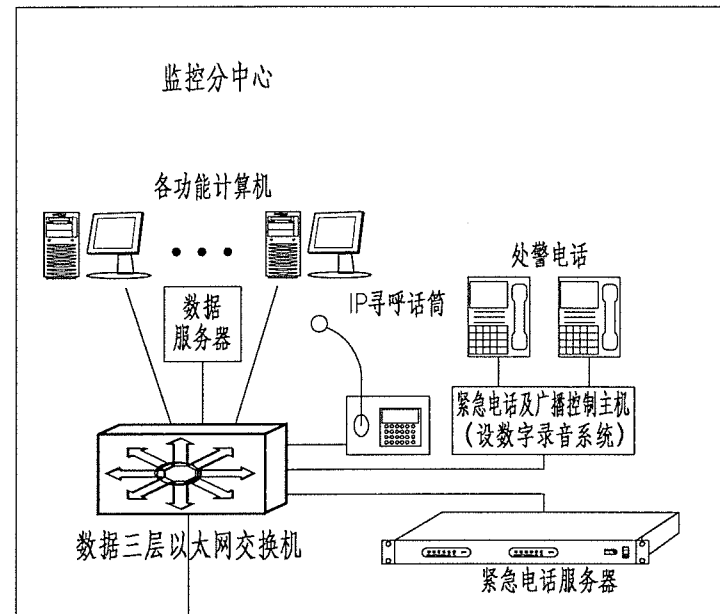 监控分中心
各功能计算机
处警电话
数据
服务器
IP寻呼话筒
紧急电话及广播控制主机
(设数字录音系统)
数据三层以太网交换机
紧急电话服务器